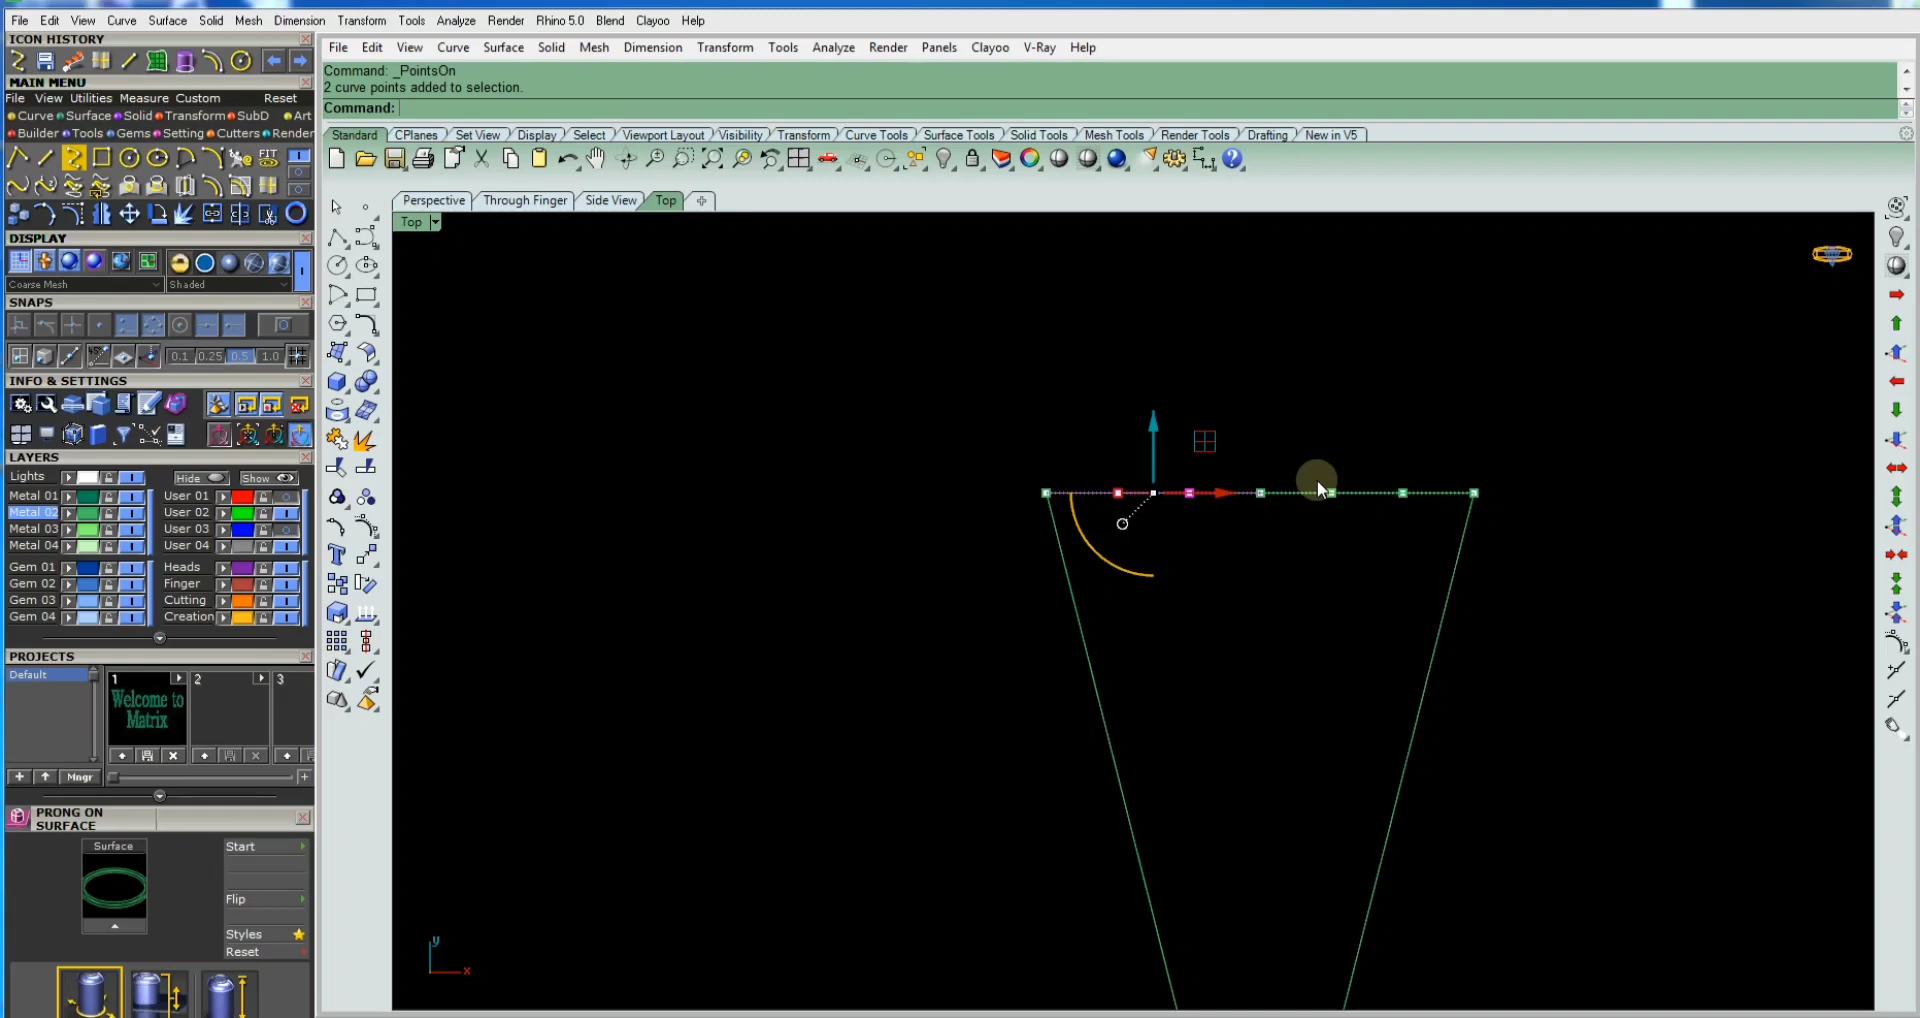 File Edit View Curve Surface Solid Mesh Dimension Transform Tools Analyze Render Rhino 5.0 Blend Clayoo Help
ICON HISTORY
MAIN MENU
File View Utilities Measure Custom Reset
Curve Surface Solid Transform SubD Art
Builder Tools Gems Setting Cutters Render
FIT
DISPLAY
Coarse Mesh Shaded
SNAPS
0.1 0.25 0.5 1.0
INFO & SETTINGS
LAYERS
Lights Hide Show
Metal 01 User 01
Metal 02 User 02
Metal 03 User 03
Metal 04 User 04
Gem 01 Heads
Gem 02 Finger
Gem 03 Cutting
Gem 04 Creation
PROJECTS
Default
1 2 3
Welcome to
Matrix
Mngr
PRONG ON
SURFACE
Surface
Start
Flip
Styles
Reset
File Edit View Curve Surface Solid Mesh Dimension Transform Tools Analyze Render Panels Clayoo V-Ray Help
Command: _PointsOn
2 curve points added to selection.
Command:
Standard CPlanes Set View Display Select Viewport Layout Visibility Transform Curve Tools Surface Tools Solid Tools Mesh Tools Render Tools Drafting New in V5
Perspective Through Finger Side View Top
Top
y
x